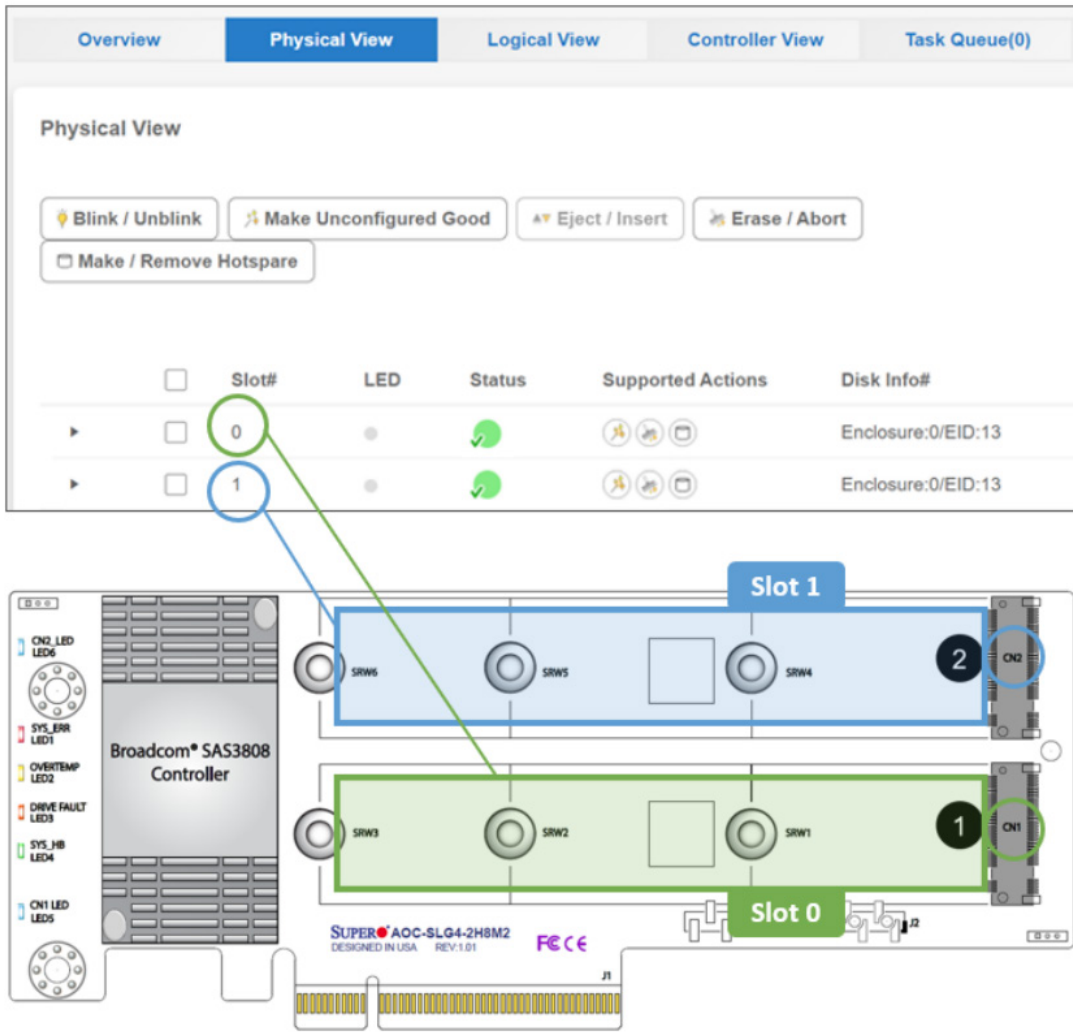 Overview Physical View Logical View Controller View Task Queue(0)
Physical View
Blink / Unblink Make Unconfigured Good Eject / Insert Erase / Abort
Make / Remove Hotspare
Slot# LED Status Supported Actions Disk Info#
0 Enclosure:0/EID:13
1 Enclosure:0/EID:13
Slot 1
CN2_LED
LED6
SRW6 SRW5 SRW4 2 CN2
SYS_ERR
LED1
Broadcom® SAS3808
Controller
OVERTEMP
LED2
DRIVE FAULT
LED3
SYS_HB
LED4
SRW3 SRW2 SRW1 1 CN1
CN1 LED
LED5
Slot 0
SUPER AOC-SLG4-2H8M2
DESIGNED IN USA REV:1.01
FC CE
J2
J1